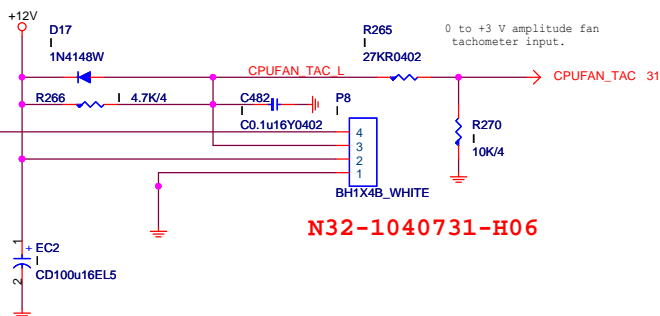 +12V
D17
1N4148W
R265
27KR0402
0 to +3 V amplitude fan
tachometer input.
CPUFAN_TAC_L
CPUFAN_TAC 31
R266
4.7K/4
C482
C0.1u16Y0402
P8
4
3
2
1
BH1X4B_WHITE
R270
10K/4
N32-1040731-H06
1
+
EC2
CD100u16EL5
2